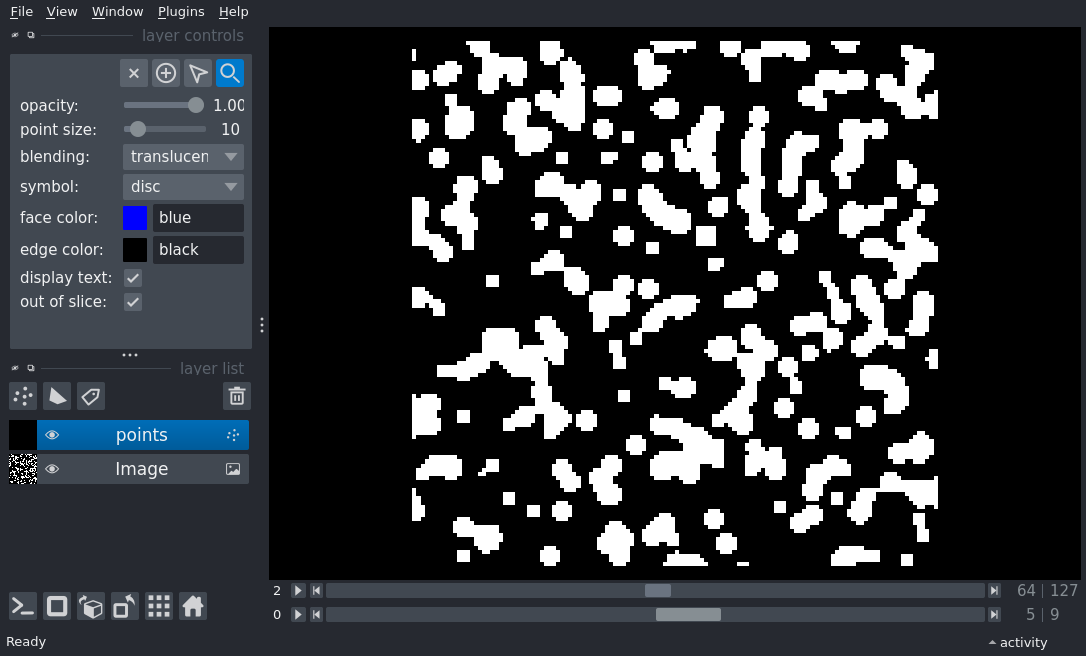 File View Window Plugins Help
layer controls
opacity: 1.00
point size: 10
blending: translucen
symbol: disc
face color: blue
edge color: black
display text:
out of slice:
layer list
points
Image
2 64 | 127
0 5 | 9
Ready activity